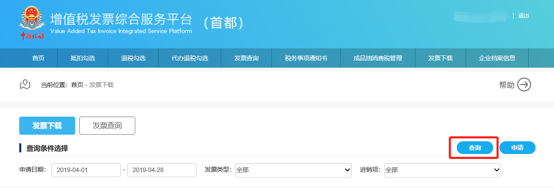 增值税发票综合服务平台 （首都）
Value Added Tax Invoice Integrated Service Platform
| 退出
首页 抵扣勾选 退税勾选 代办退税勾选 发票查询 税务事项通知书 成品油消费税管理 发票下载 企业档案信息
当前位置：首页 - 发票下载 帮助
发票下载 发票查询
查询条件选择 查询 申请
申请日期： 2019-04-01 - 2019-04-28 发票类型： 全部 进销项： 全部